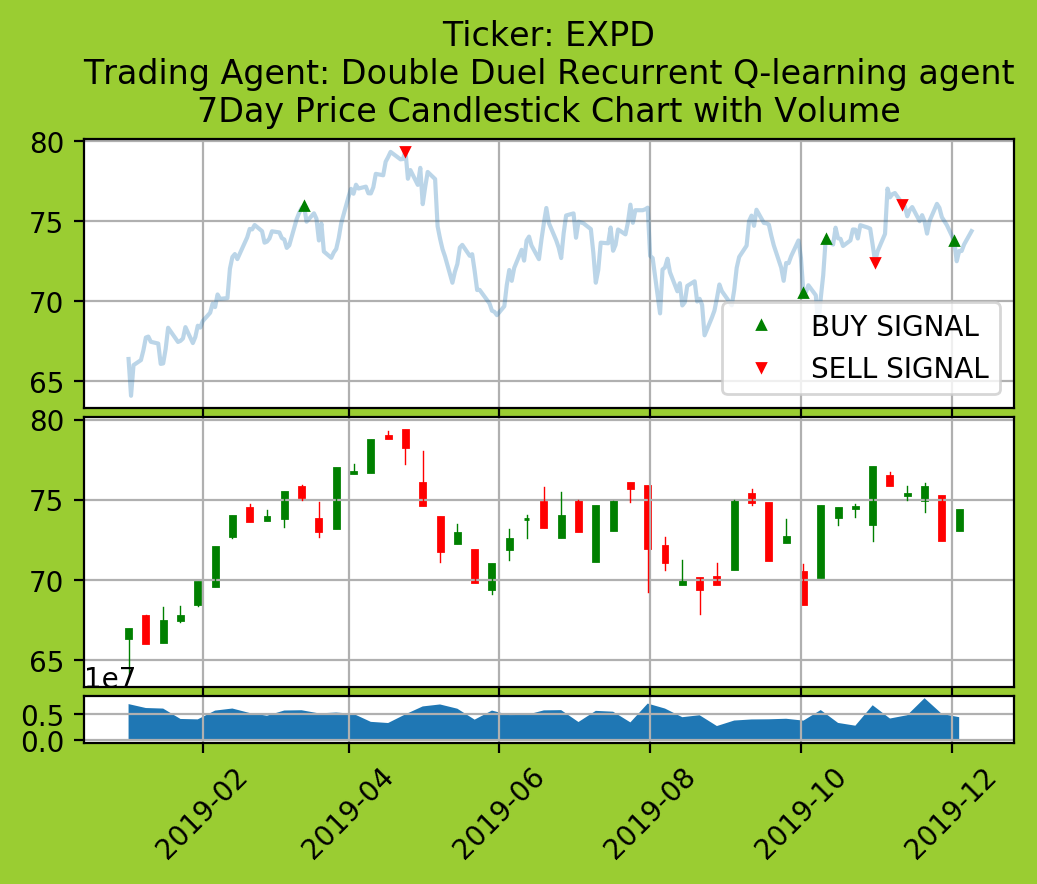 Ticker: EXPD
Trading Agent: Double Duel Recurrent Q-learning agent
7Day Price Candlestick Chart with Volume
80
75
70
65
BUY SIGNAL
SELL SIGNAL
80
75
70
65
1e7
0.5
0.0
2019-02
2019-04
2019-06
2019-08
2019-10
2019-12